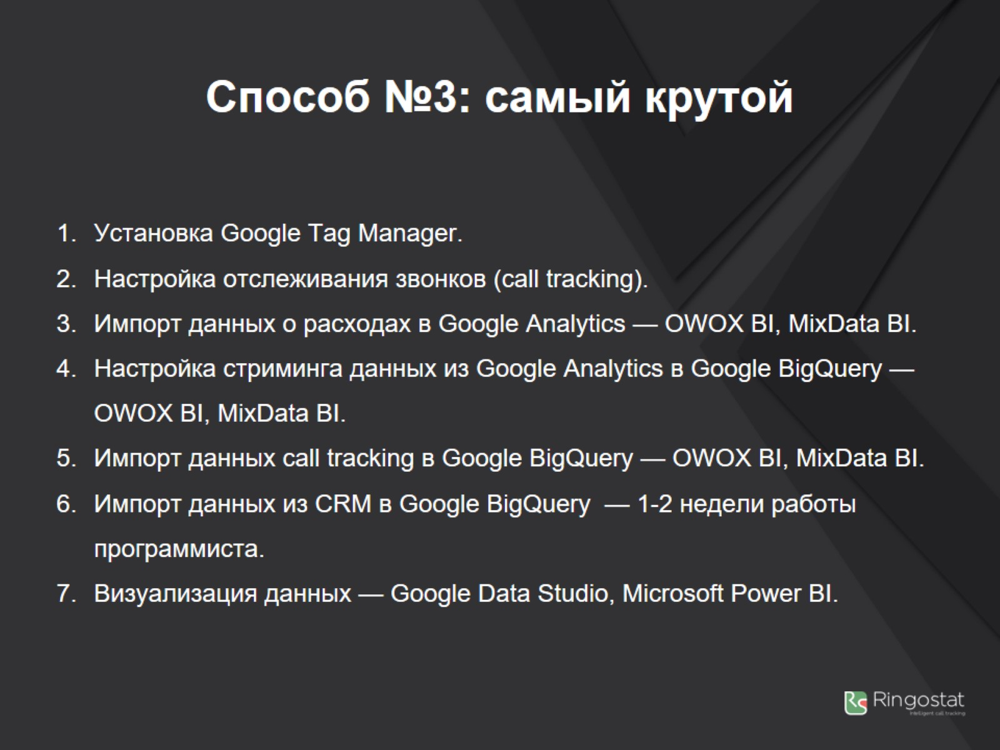 Способ №3: самый крутой
1. Установка Google Tag Manager.
2. Настройка отслеживания звонков (call tracking).
3. Импорт данных о расходах в Google Analytics — OWOX BI, MixData BI.
4. Настройка стриминга данных из Google Analytics в Google BigQuery —
OWOX BI, MixData BI.
5. Импорт данных call tracking в Google BigQuery — OWOX BI, MixData BI.
6. Импорт данных из CRM в Google BigQuery — 1-2 недели работы
программиста.
7. Визуализация данных — Google Data Studio, Microsoft Power BI.
Rs Ringostat
intelligent call tracking